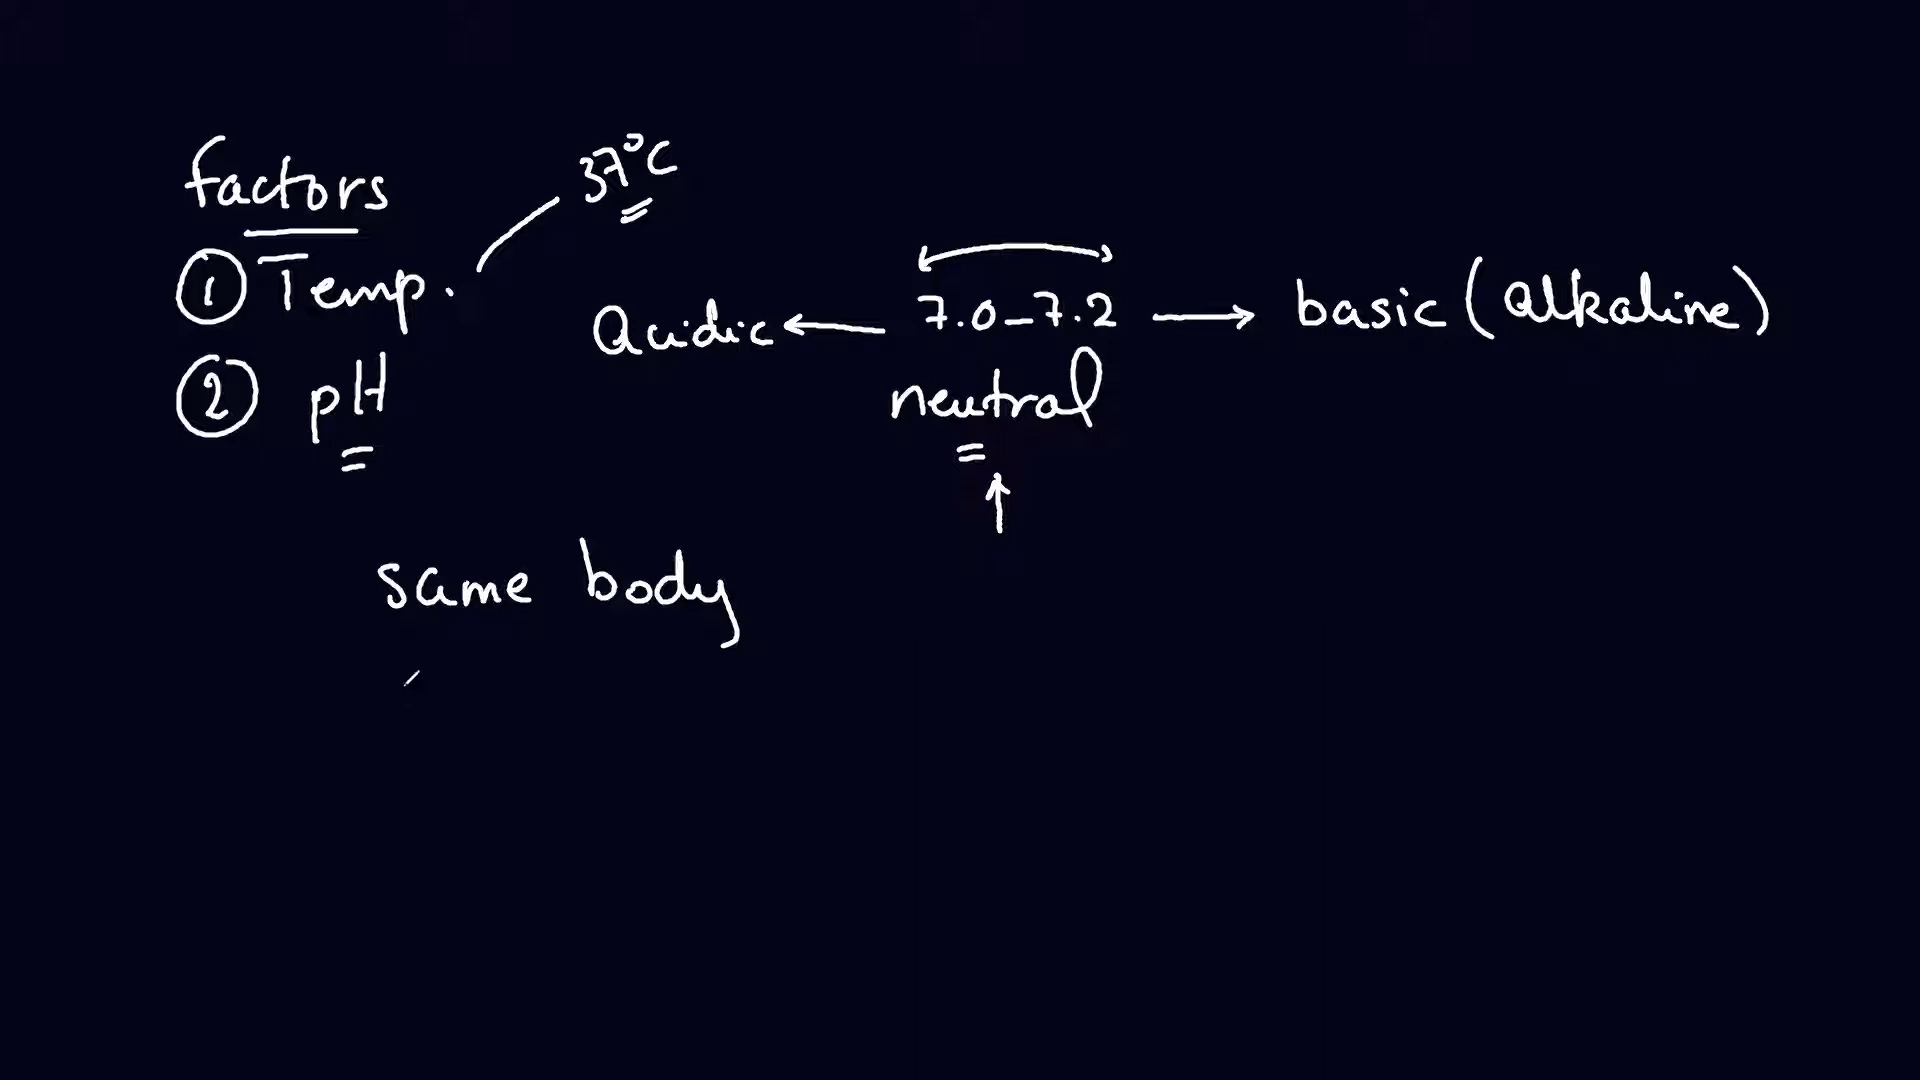 factors
① Temp. 37°C
② pH
Acidic ← 7.0-7.2 → basic (alkaline)
neutral
same body